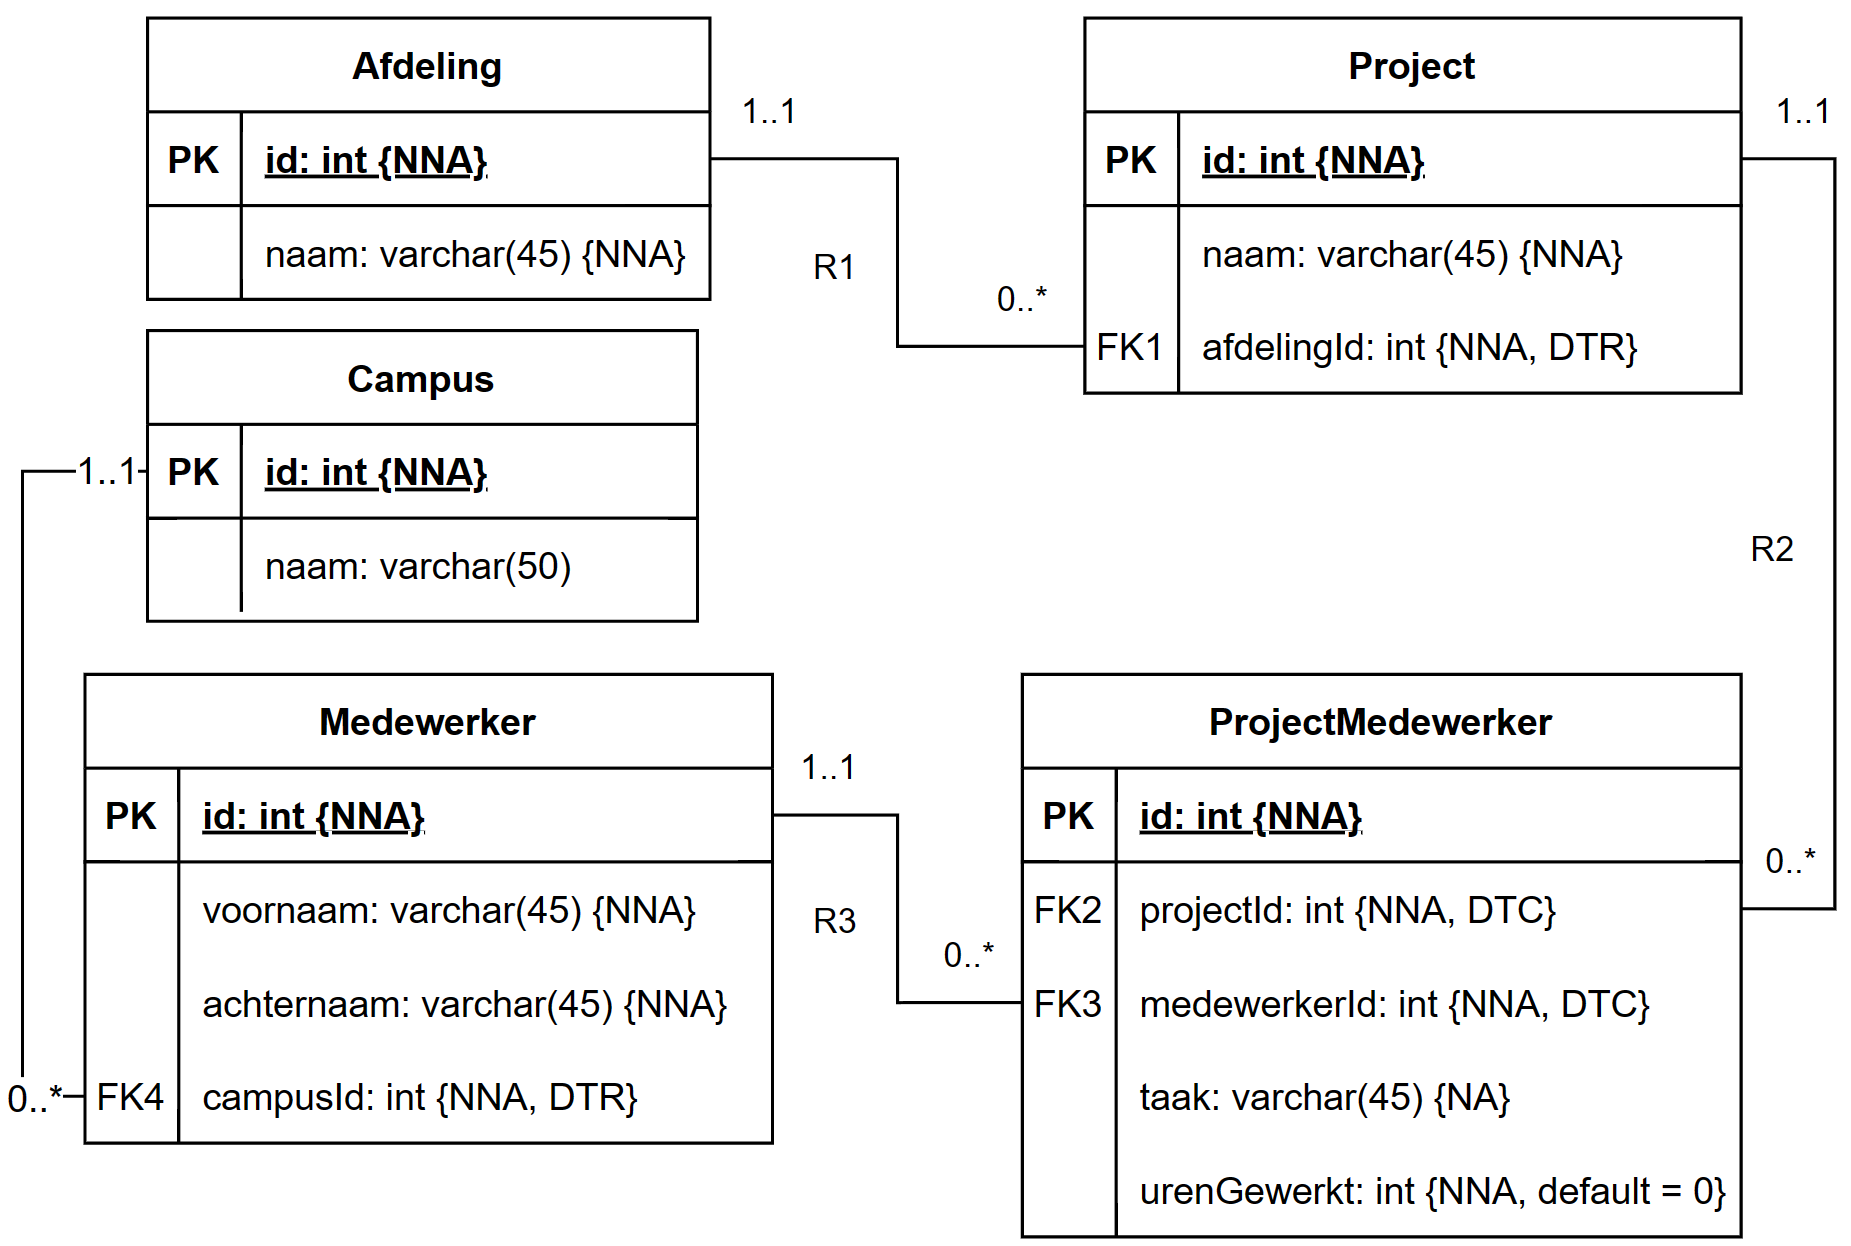 Afdeling
PK id: int {NNA}
naam: varchar(45) {NNA}
1..1
R1
0..*
Project
PK id: int {NNA}
naam: varchar(45) {NNA}
FK1 afdelingId: int {NNA, DTR}
1..1
R2
0..*
Campus
1..1
PK id: int {NNA}
naam: varchar(50)
Medewerker
PK id: int {NNA}
voornaam: varchar(45) {NNA}
achternaam: varchar(45) {NNA}
0..*
FK4 campusId: int {NNA, DTR}
1..1
R3
0..*
ProjectMedewerker
PK id: int {NNA}
FK2 projectId: int {NNA, DTC}
FK3 medewerkerId: int {NNA, DTC}
taak: varchar(45) {NA}
urenGewerkt: int {NNA, default = 0}